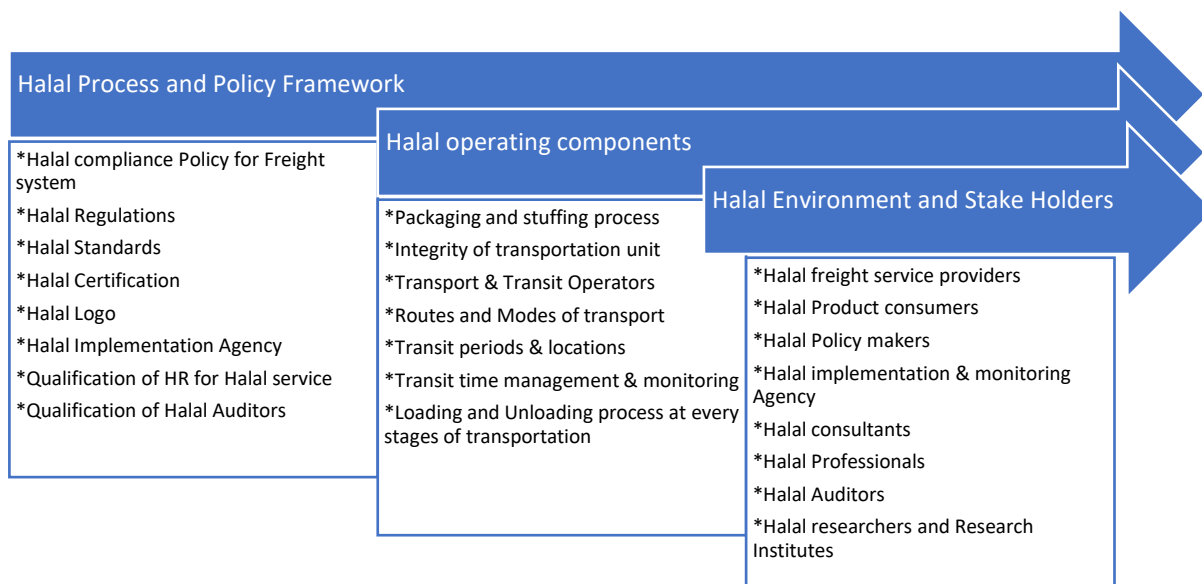 Halal Process and Policy Framework
*Halal compliance Policy for Freight
system
*Halal Regulations
*Halal Standards
*Halal Certification
*Halal Logo
*Halal Implementation Agency
*Qualification of HR for Halal service
*Qualification of Halal Auditors
Halal operating components
*Packaging and stuffing process
*Integrity of transportation unit
*Transport & Transit Operators
*Routes and Modes of transport
*Transit periods & locations
*Transit time management & monitoring
*Loading and Unloading process at every
stages of transportation
Halal Environment and Stake Holders
*Halal freight service providers
*Halal Product consumers
*Halal Policy makers
*Halal implementation & monitoring
Agency
*Halal consultants
*Halal Professionals
*Halal Auditors
*Halal researchers and Research
Institutes